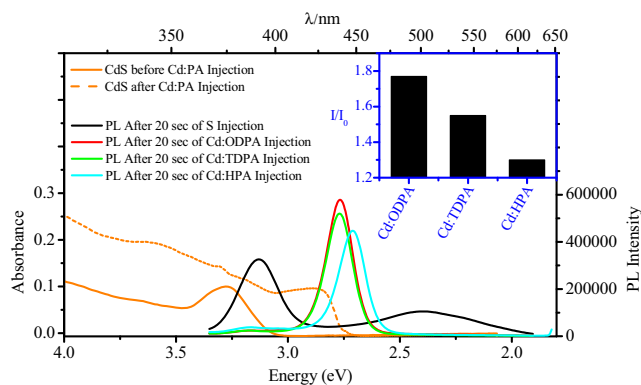 λ/nm
350 400 450 500 550 600 650
CdS before Cd:PA Injection
CdS after Cd:PA Injection
PL After 20 sec of S Injection
PL After 20 sec of Cd:ODPA Injection
PL After 20 sec of Cd:TDPA Injection
PL After 20 sec of Cd:HPA Injection
I/I0
1.8
1.6
1.4
1.2
Cd:ODPA
Cd:TDPA
Cd:HPA
Absorbance
0.3
0.2
0.1
0.0
PL Intensity
600000
400000
200000
0
4.0 3.5 3.0 2.5 2.0
Energy (eV)